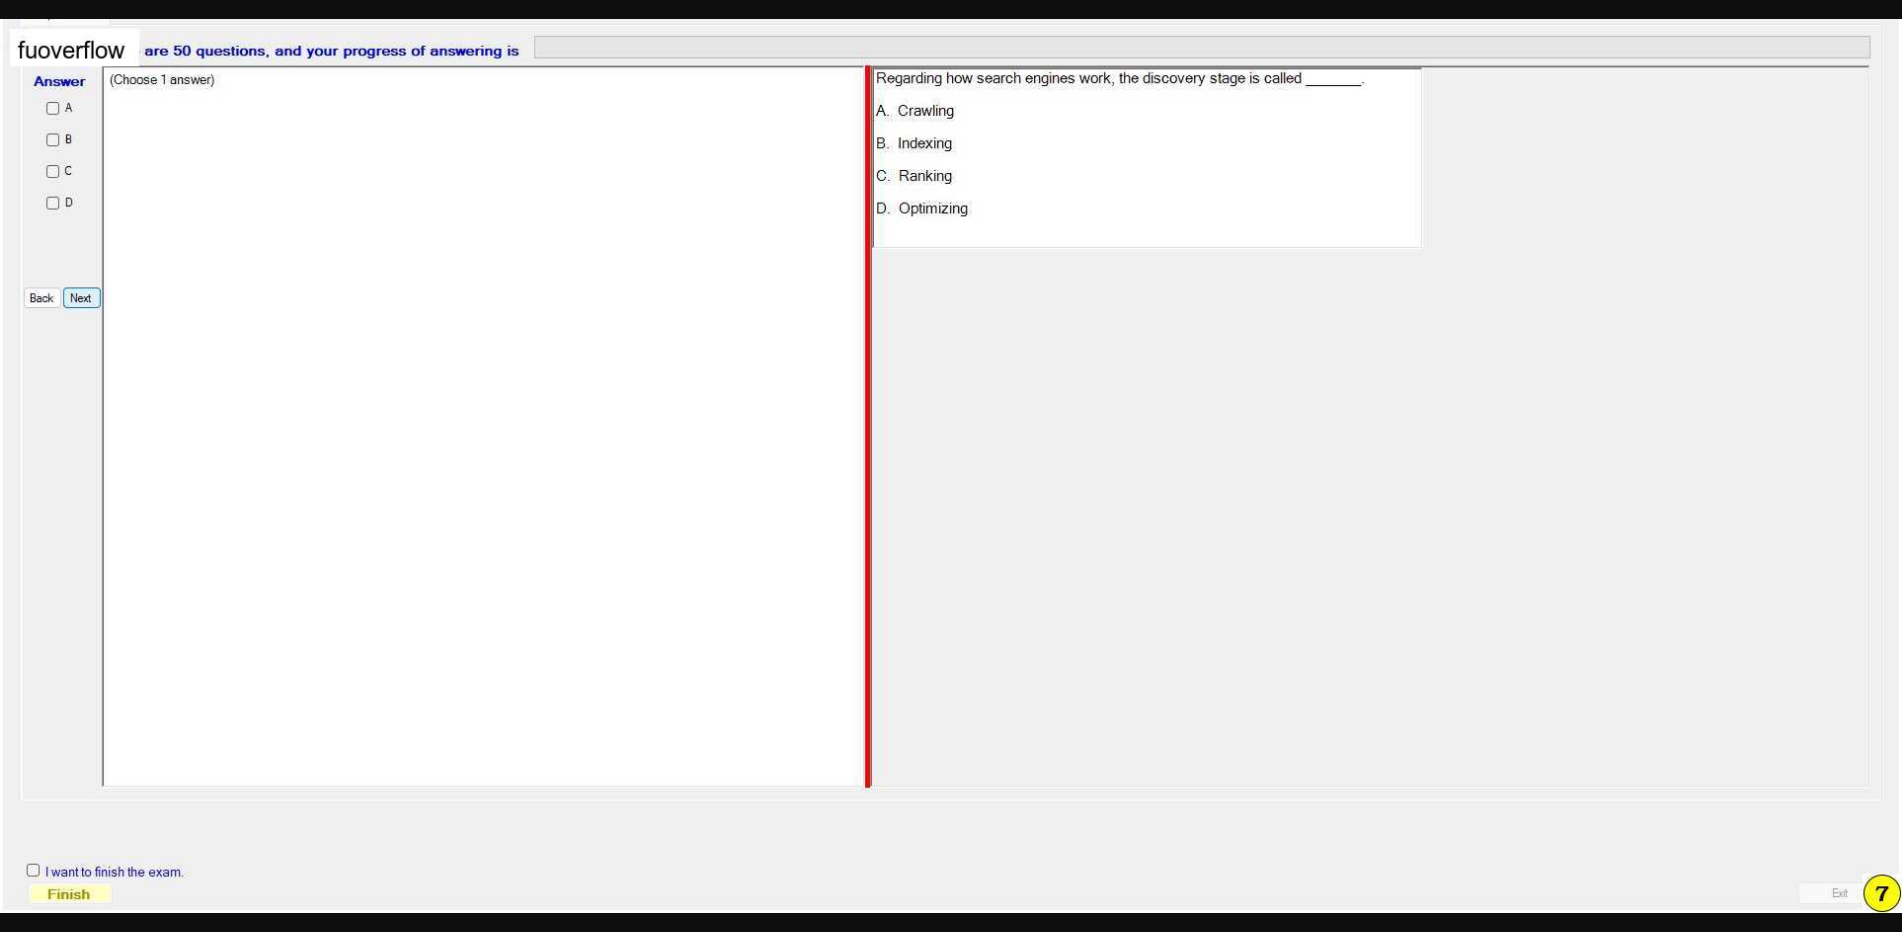 fuoverflow are 50 questions, and your progress of answering is
Answer
(Choose 1 answer)
A
B
C
D
Back Next
Regarding how search engines work, the discovery stage is called _______.
A. Crawling
B. Indexing
C. Ranking
D. Optimizing
I want to finish the exam.
Finish
Exit
7